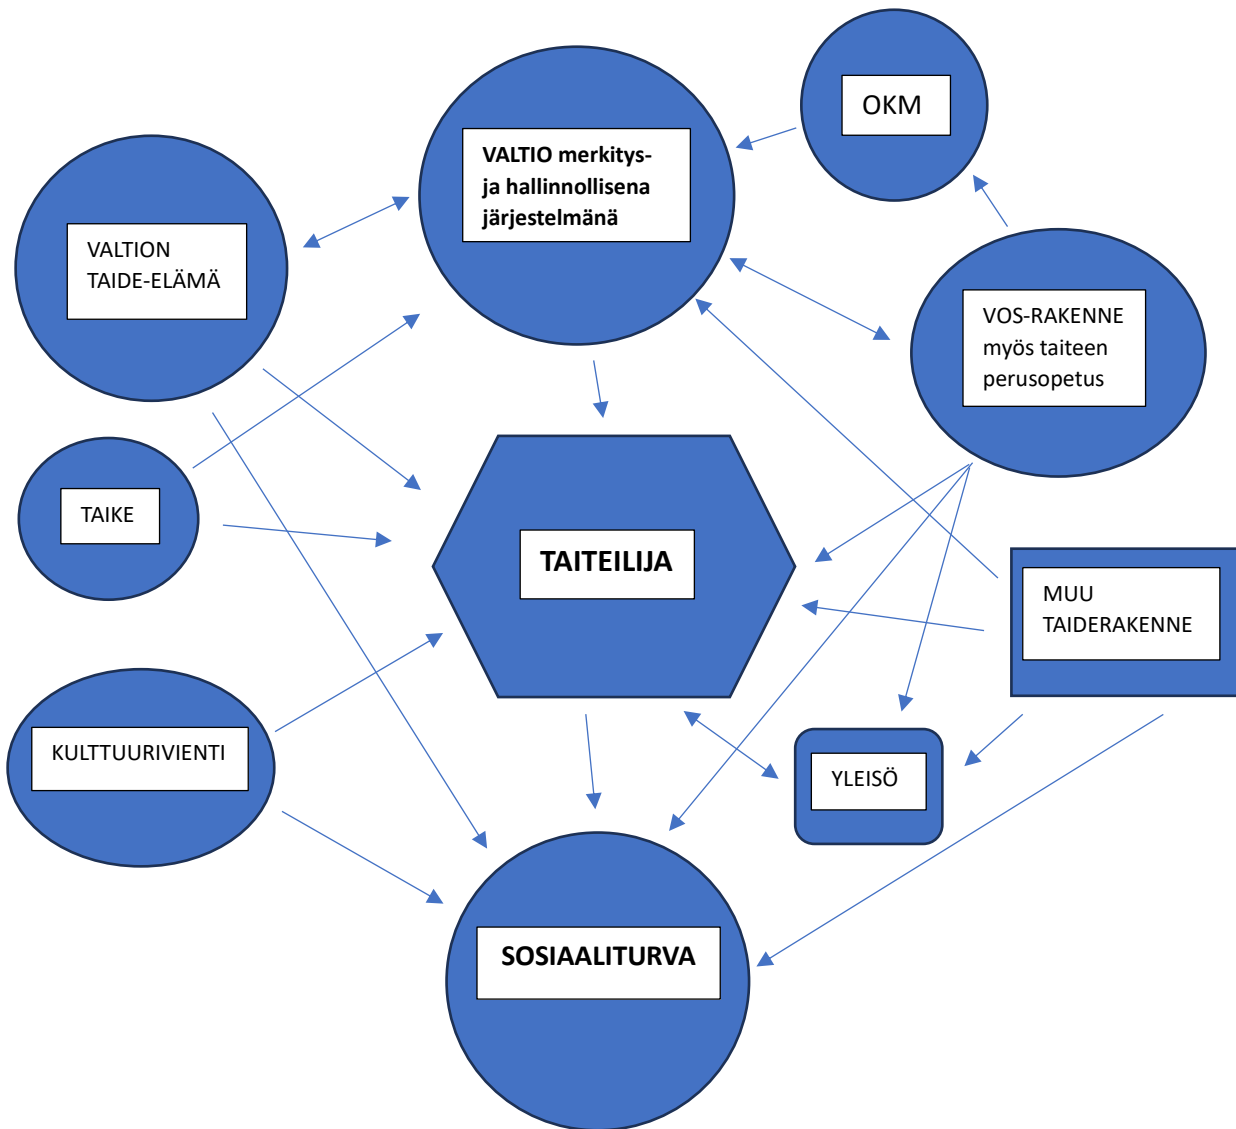 OKM
VALTIO merkitys-
ja hallinnollisena
järjestelmänä
VALTION
TAIDE-ELÄMÄ
VOS-RAKENNE
myös taiteen
perusopetus
TAIKE
TAITEILIJA
MUU
TAIDERAKENNE
KULTTUURIVIENTI
YLEISÖ
SOSIAALITURVA